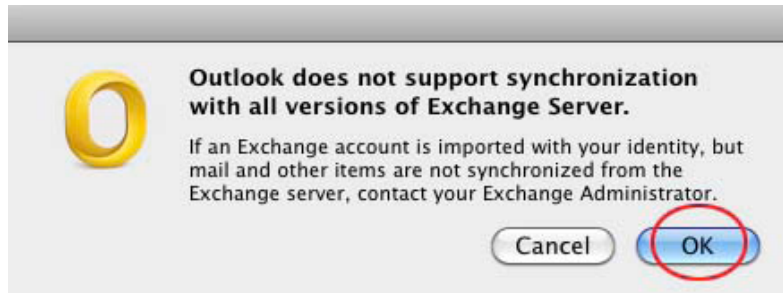 Outlook does not support synchronization
with all versions of Exchange Server.
If an Exchange account is imported with your identity, but
mail and other items are not synchronized from the
Exchange server, contact your Exchange Administrator.
Cancel OK